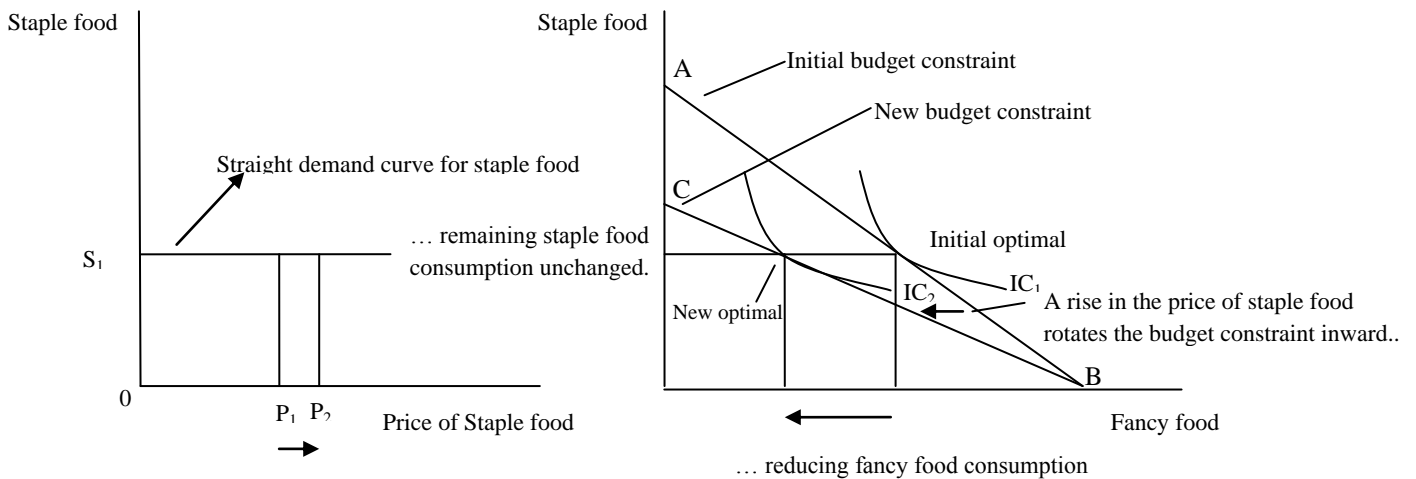 Staple food
Straight demand curve for staple food
S₁
0
P₁ P₂
Price of Staple food
… remaining staple food
consumption unchanged.
Staple food
A
Initial budget constraint
New budget constraint
C
Initial optimal
IC₁
IC₂
New optimal
A rise in the price of staple food
rotates the budget constraint inward..
B
Fancy food
… reducing fancy food consumption